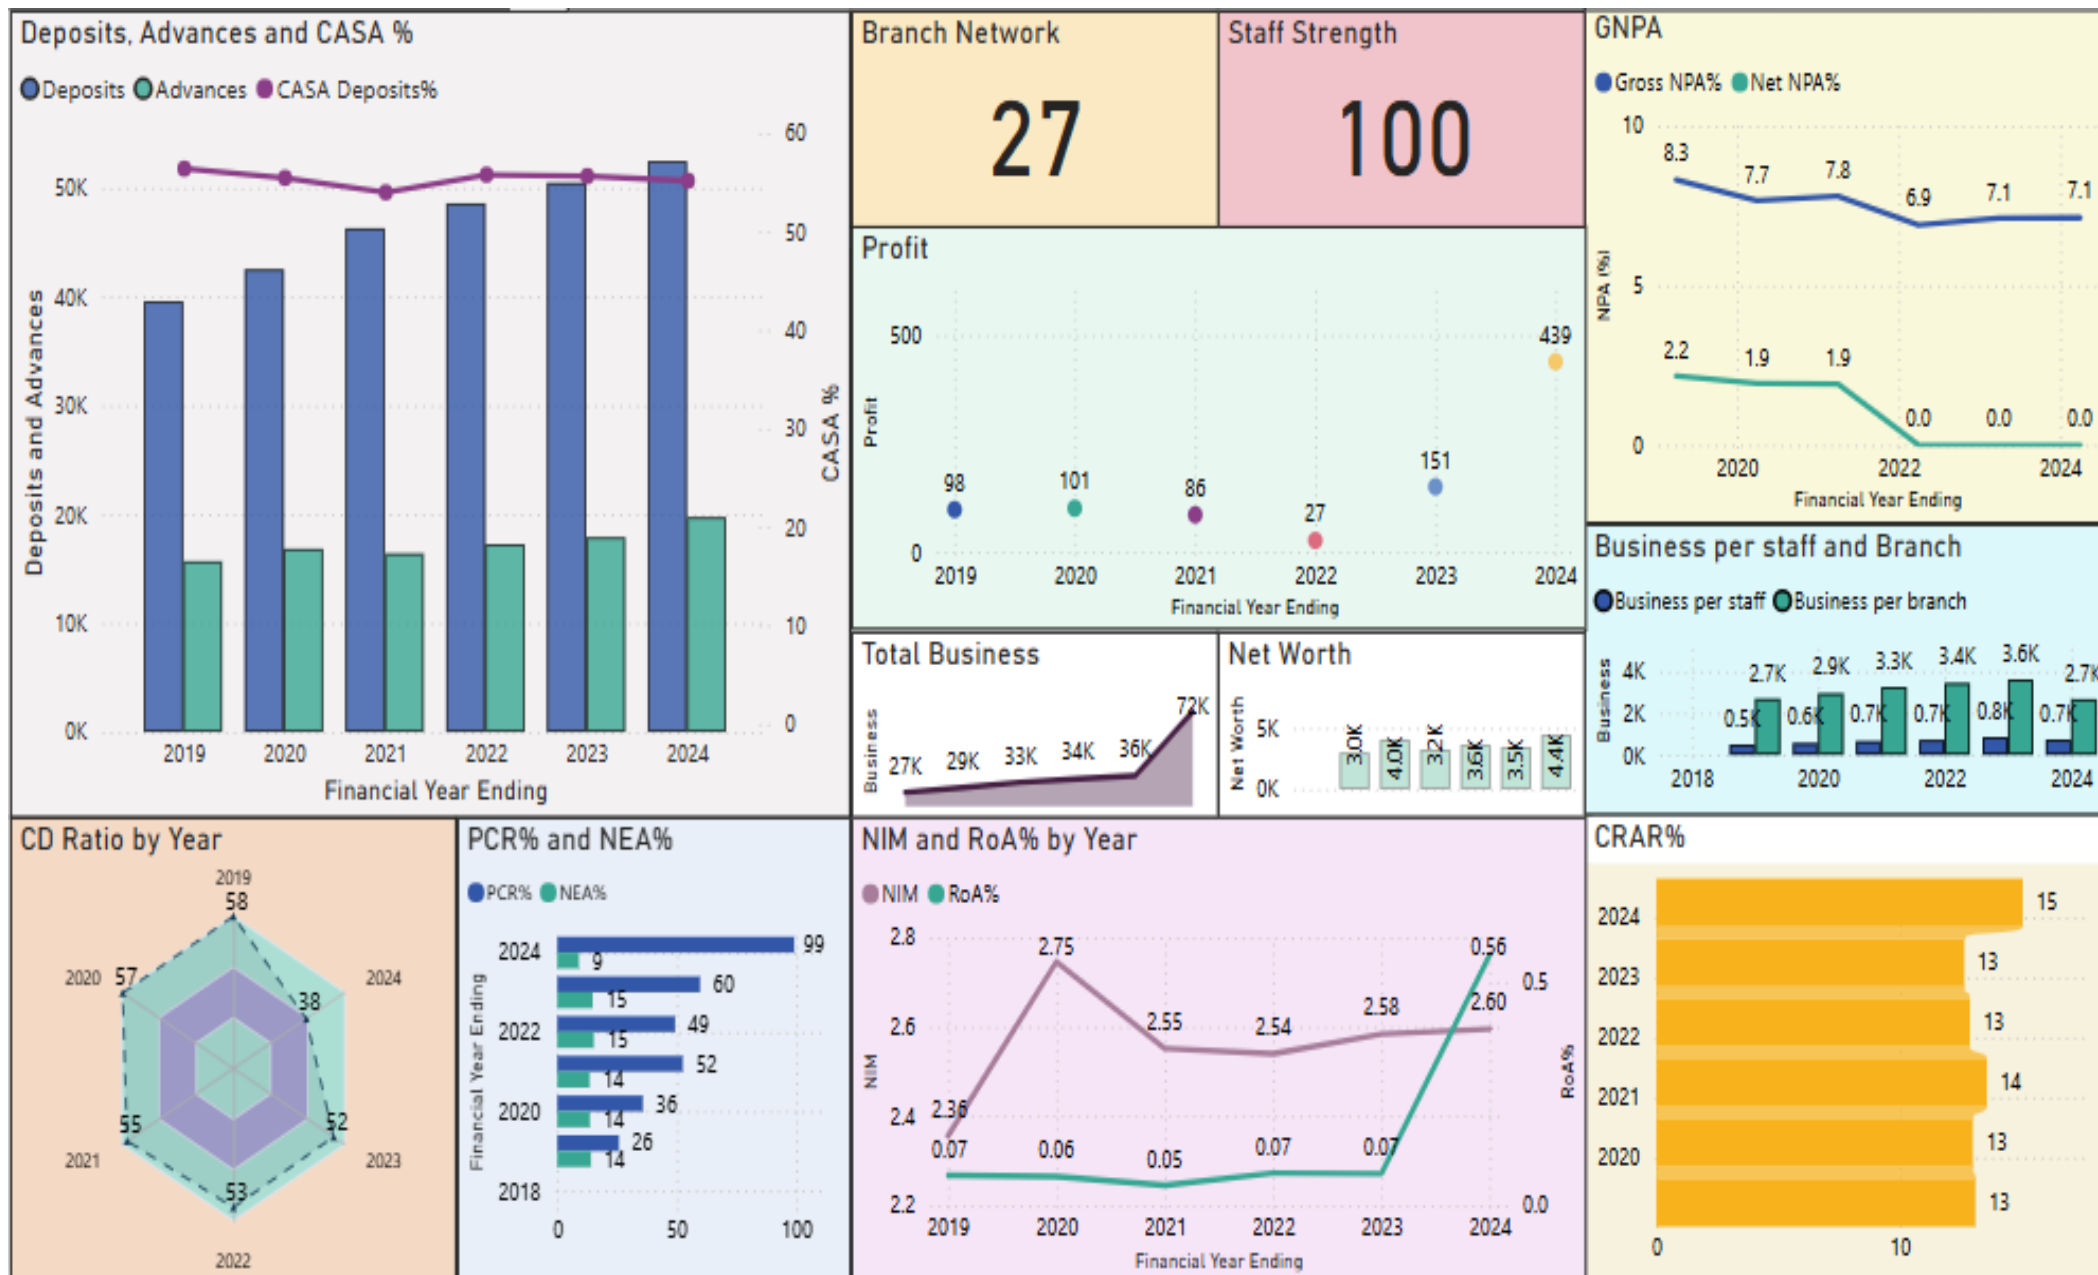 Deposits, Advances and CASA %
Deposits Advances CASA Deposits%
Deposits and Advances
50K
40K
30K
20K
10K
0K
60
50
40
30
20
10
0
CASA %
2019 2020 2021 2022 2023 2024
Financial Year Ending
Branch Network
27
Staff Strength
100
Profit
Profit
500
0
98 101 86 27 151 439
2019 2020 2021 2022 2023 2024
Financial Year Ending
GNPA
Gross NPA% Net NPA%
NPA (%)
10
5
0
8.3 7.7 7.8 6.9 7.1 7.1
2.2 1.9 1.9 0.0 0.0 0.0
2020 2022 2024
Financial Year Ending
Total Business
Business
27K 29K 33K 34K 36K 72K
Net Worth
Net Worth
5K
0K
3.0K 4.0K 3.2K 3.6K 3.5K 4.4K
Business per staff and Branch
Business per staff Business per branch
Business
4K
2K
0K
2.7K 2.9K 3.3K 3.4K 3.6K 2.7K
0.5K 0.6K 0.7K 0.7K 0.8K 0.7K
2018 2020 2022 2024
CD Ratio by Year
2019
58
2020 57
38 2024
55
2021
52
2023
53
2022
PCR% and NEA%
PCR% NEA%
Financial Year Ending
2024
99
9
60
15
2022
49
15
52
14
2020
36
14
26
14
2018
0 50 100
NIM and RoA% by Year
NIM RoA%
NIM
2.8
2.6
2.4
2.2
2.36 2.75 2.55 2.54 2.58 2.60
0.07 0.06 0.05 0.07 0.07 0.56
0.5
0.0
RoA%
2019 2020 2021 2022 2023 2024
Financial Year Ending
CRAR%
2024 15
2023 13
2022 13
2021 14
2020 13
13
0 10